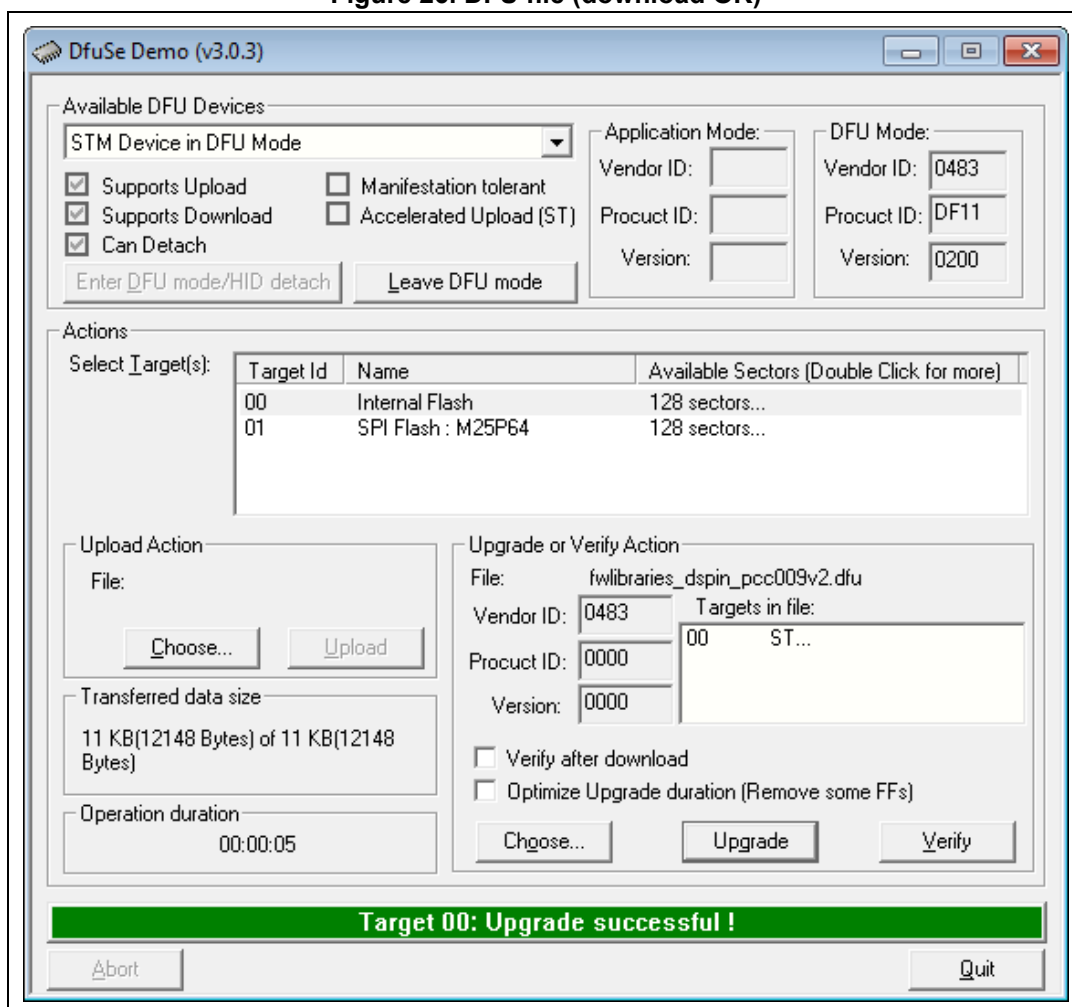 DfuSe Demo (v3.0.3)
Available DFU Devices
STM Device in DFU Mode
Supports Upload
Manifestation tolerant
Supports Download
Accelerated Upload (ST)
Can Detach
Enter DFU mode/HID detach
Leave DFU mode
Application Mode:
Vendor ID:
Procuct ID:
Version:
DFU Mode:
Vendor ID: 0483
Procuct ID: DF11
Version: 0200
Actions
Select Target(s):
Target Id Name Available Sectors (Double Click for more)
00 Internal Flash 128 sectors...
01 SPI Flash : M25P64 128 sectors...
Upload Action
File:
Choose...
Upload
Transferred data size
11 KB(12148 Bytes) of 11 KB(12148
Bytes)
Operation duration
00:00:05
Upgrade or Verify Action
File: fwlibraries_dspin_pcc009v2.dfu
Vendor ID: 0483
Procuct ID: 0000
Version: 0000
Targets in file:
00 ST...
Verify after download
Optimize Upgrade duration (Remove some FFs)
Choose...
Upgrade
Verify
Target 00: Upgrade successful !
Abort
Quit